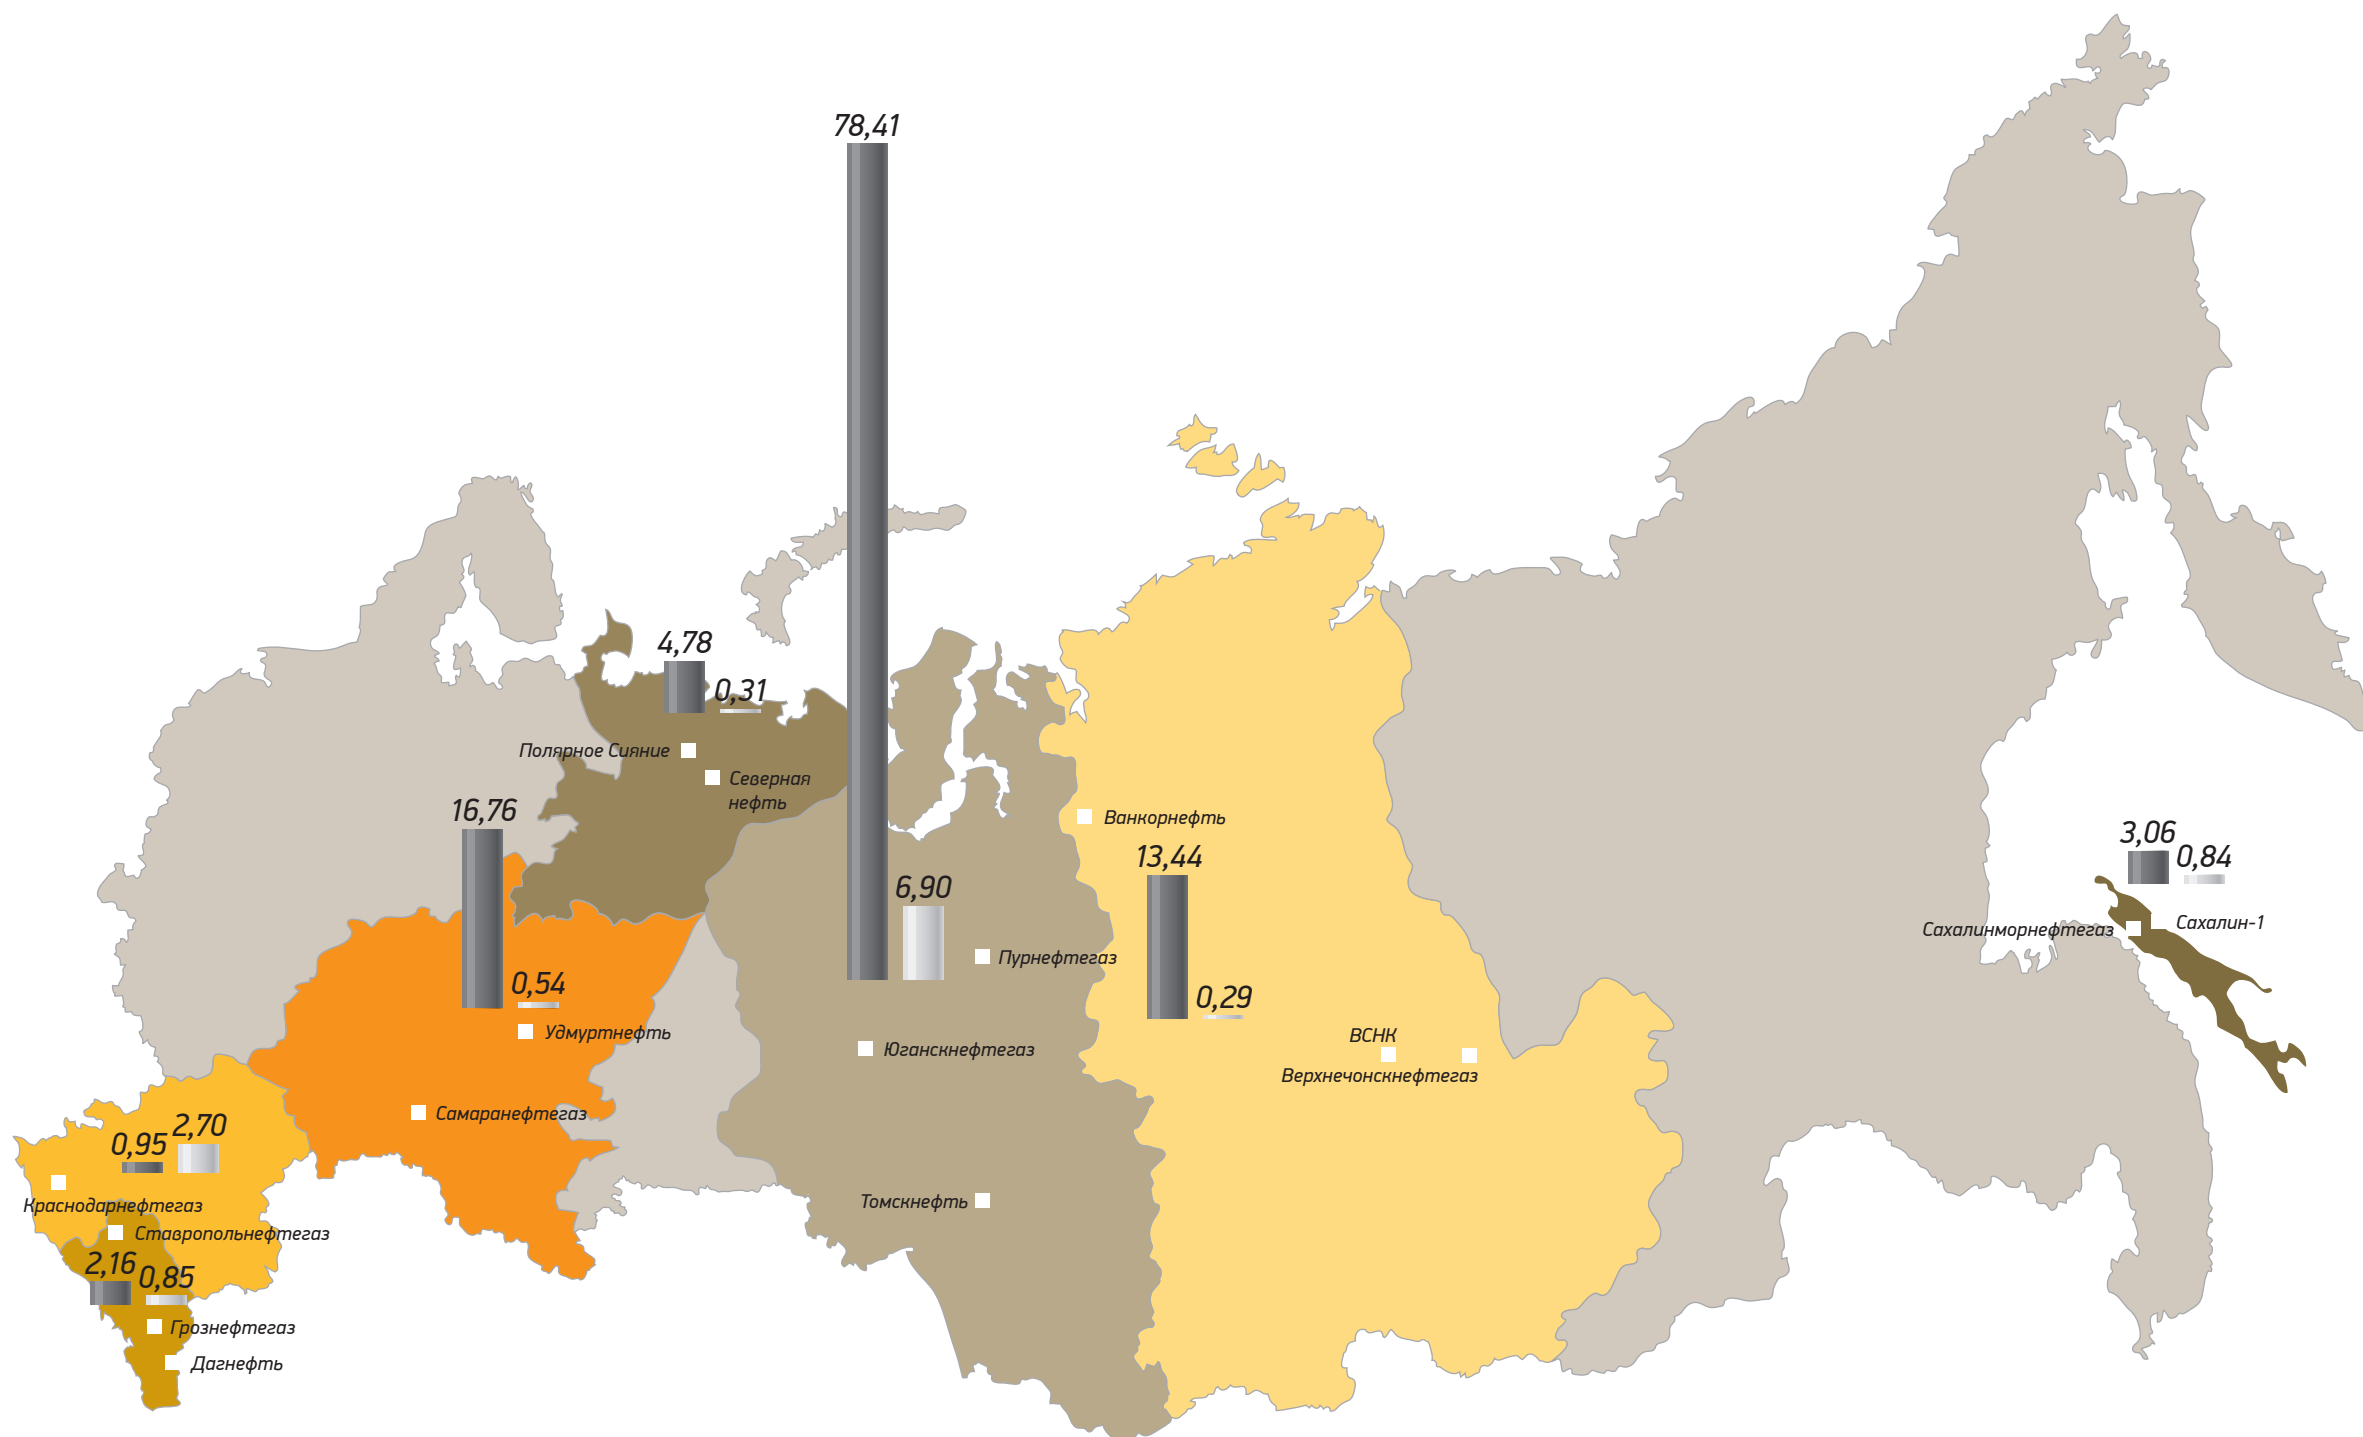 78,41
4,78
0,31
Полярное Сияние
Северная
нефть
16,76
Ванкорнефть
3,06
0,84
13,44
6,90
Сахалинморнефтегаз
Сахалин-1
Пурнефтегаз
0,54
0,29
Удмуртнефть
Юганскнефтегаз
ВСНК
Верхнечонскнефтегаз
Самаранефтегаз
2,70
0,95
Краснодарнефтегаз
Томскнефть
Ставропольнефтегаз
2,16
0,85
Грознефтегаз
Дагнефть